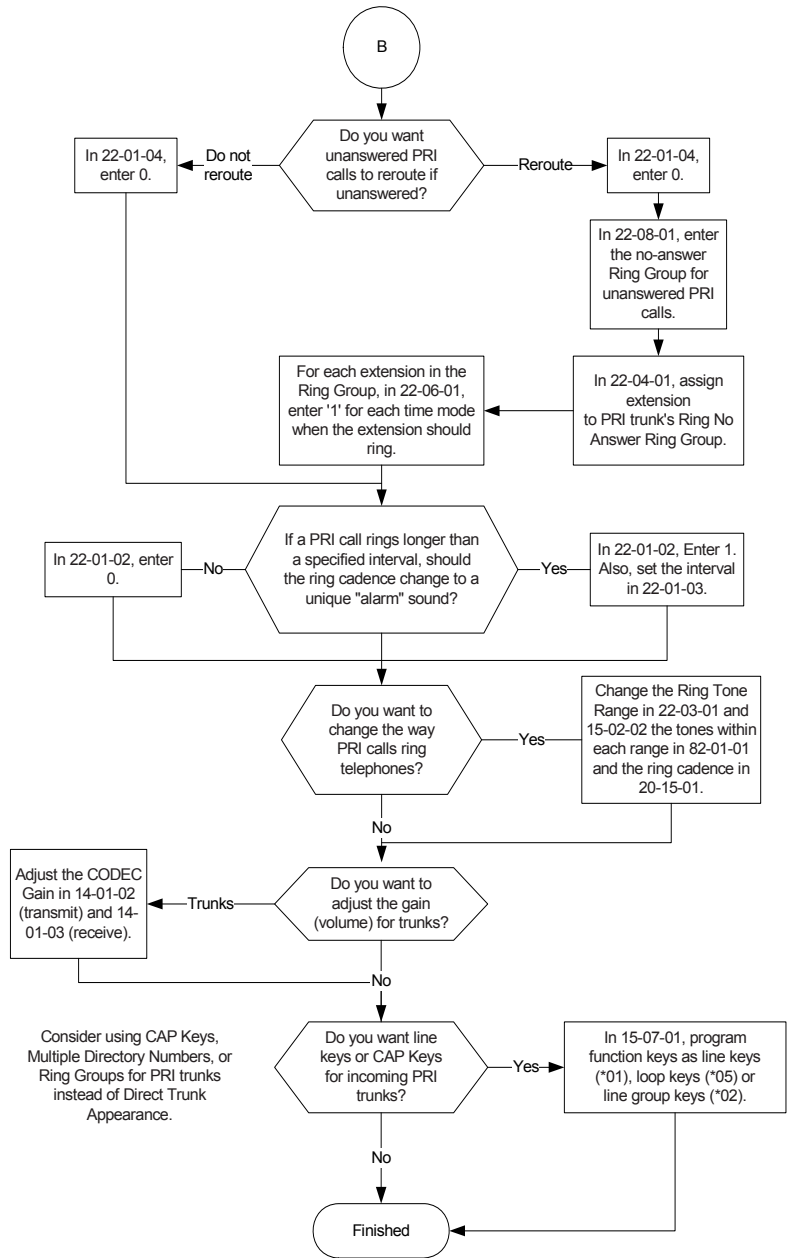 B
Do you want
unanswered PRI
calls to reroute if
unanswered?
Do not
reroute
In 22-01-04,
enter 0.
Reroute
In 22-01-04,
enter 0.
In 22-08-01, enter
the no-answer
Ring Group for
unanswered PRI
calls.
In 22-04-01, assign
extension
to PRI trunk's Ring No
Answer Ring Group.
For each extension in the
Ring Group, in 22-06-01,
enter '1' for each time mode
when the extension should
ring.
If a PRI call rings longer than
a specified interval, should
the ring cadence change to a
unique "alarm" sound?
No
In 22-01-02, enter
0.
Yes
In 22-01-02, Enter 1.
Also, set the interval
in 22-01-03.
Do you want to
change the way
PRI calls ring
telephones?
Yes
Change the Ring Tone
Range in 22-03-01 and
15-02-02 the tones within
each range in 82-01-01
and the ring cadence in
20-15-01.
No
Do you want to
adjust the gain
(volume) for trunks?
Trunks
Adjust the CODEC
Gain in 14-01-02
(transmit) and 14-
01-03 (receive).
No
Consider using CAP Keys,
Multiple Directory Numbers, or
Ring Groups for PRI trunks
instead of Direct Trunk
Appearance.
Do you want line
keys or CAP Keys
for incoming PRI
trunks?
Yes
In 15-07-01, program
function keys as line keys
(*01), loop keys (*05) or
line group keys (*02).
No
Finished